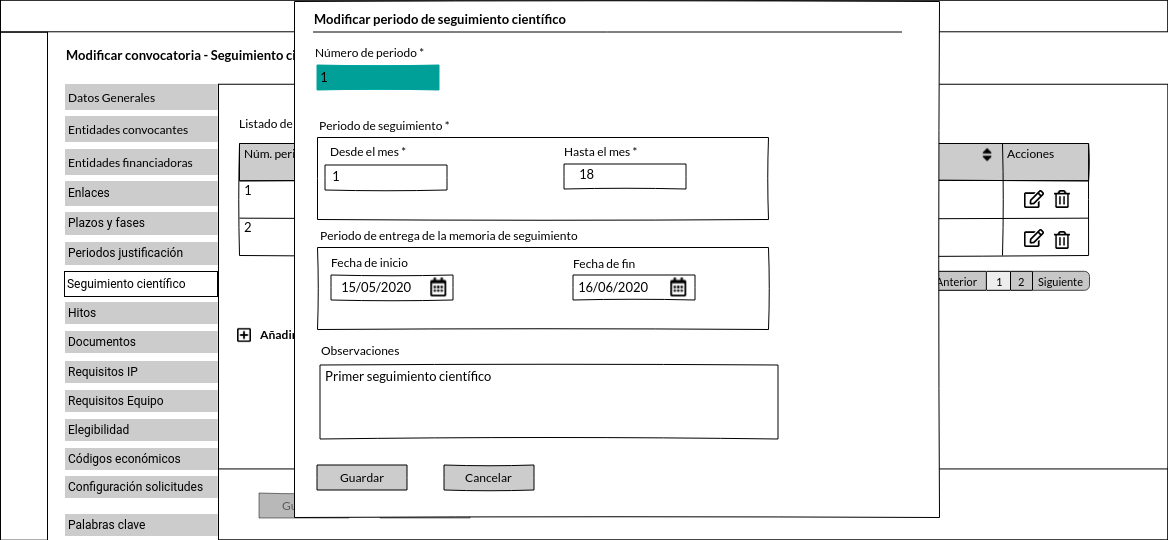 Modificar periodo de seguimiento científico
Modificar convocatoria - Seguimiento
Número de periodo *
1
Datos Generales
Entidades convocantes
Entidades financiadoras
Enlaces
Plazos y fases
Periodos justificación
Seguimiento científico
Hitos
Documentos
Requisitos IP
Requisitos Equipo
Elegibilidad
Códigos económicos
Configuración solicitudes
Palabras clave
Listado de
Núm.
1
2
Periodo de seguimiento *
Desde el mes *
Hasta el mes *
1
18
Periodo de entrega de la memoria de seguimiento
Fecha de inicio
Fecha de fin
15/05/2020
16/06/2020
Observaciones
Primer seguimiento científico
Guardar
Cancelar
Acciones
Anterior 1 2 Siguiente